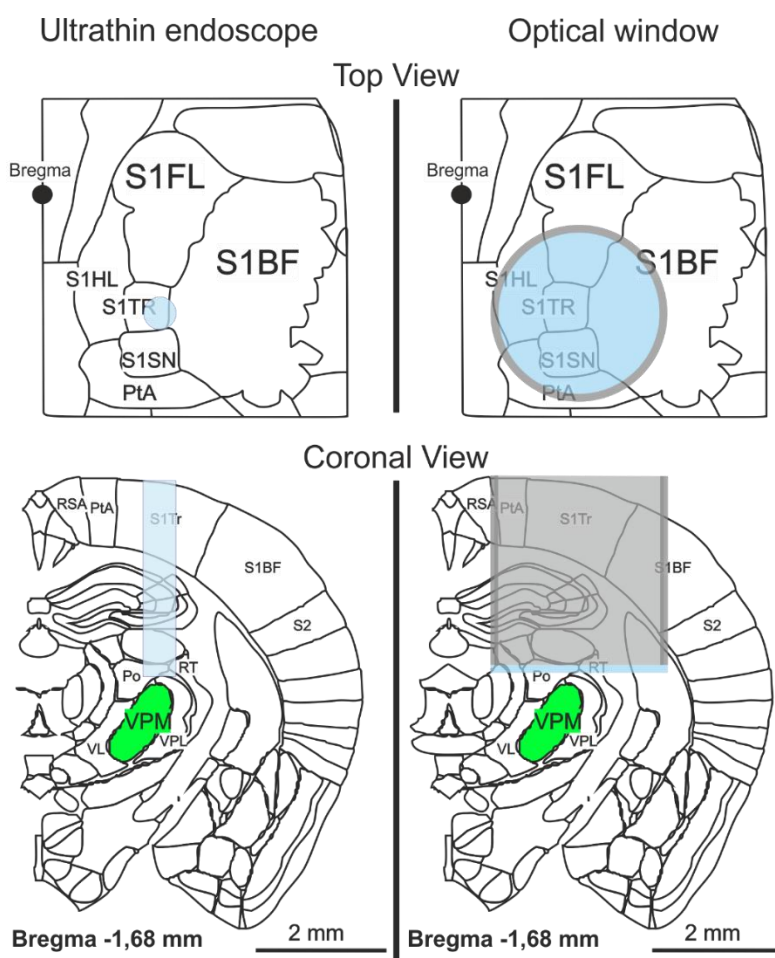 Ultrathin endoscope
Optical window
Top View
Bregma
S1FL
S1BF
S1HL
S1TR
S1SN
PtA
Bregma
S1FL
S1BF
S1HL
S1TR
S1SN
PtA
Coronal View
RSA
PtA
S1Tr
S1BF
S2
Po
RT
VPM
VL
VPL
Bregma -1,68 mm
2 mm
RSA
PtA
S1Tr
S1BF
S2
Po
RT
VPM
VL
VPL
Bregma -1,68 mm
2 mm